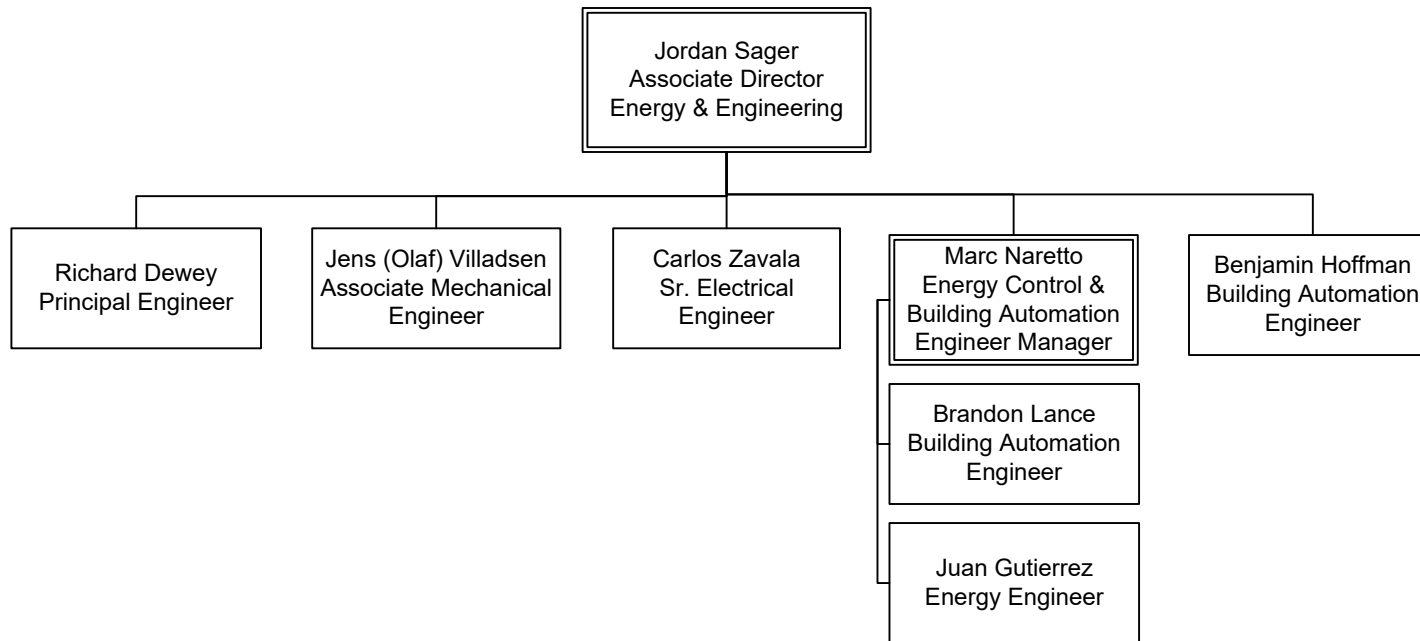 Jordan Sager
Associate Director
Energy & Engineering
Richard Dewey
Principal Engineer
Jens (Olaf) Villadsen
Associate Mechanical
Engineer
Carlos Zavala
Sr. Electrical
Engineer
Marc Naretto
Energy Control &
Building Automation
Engineer Manager
Benjamin Hoffman
Building Automation
Engineer
Brandon Lance
Building Automation
Engineer
Juan Gutierrez
Energy Engineer